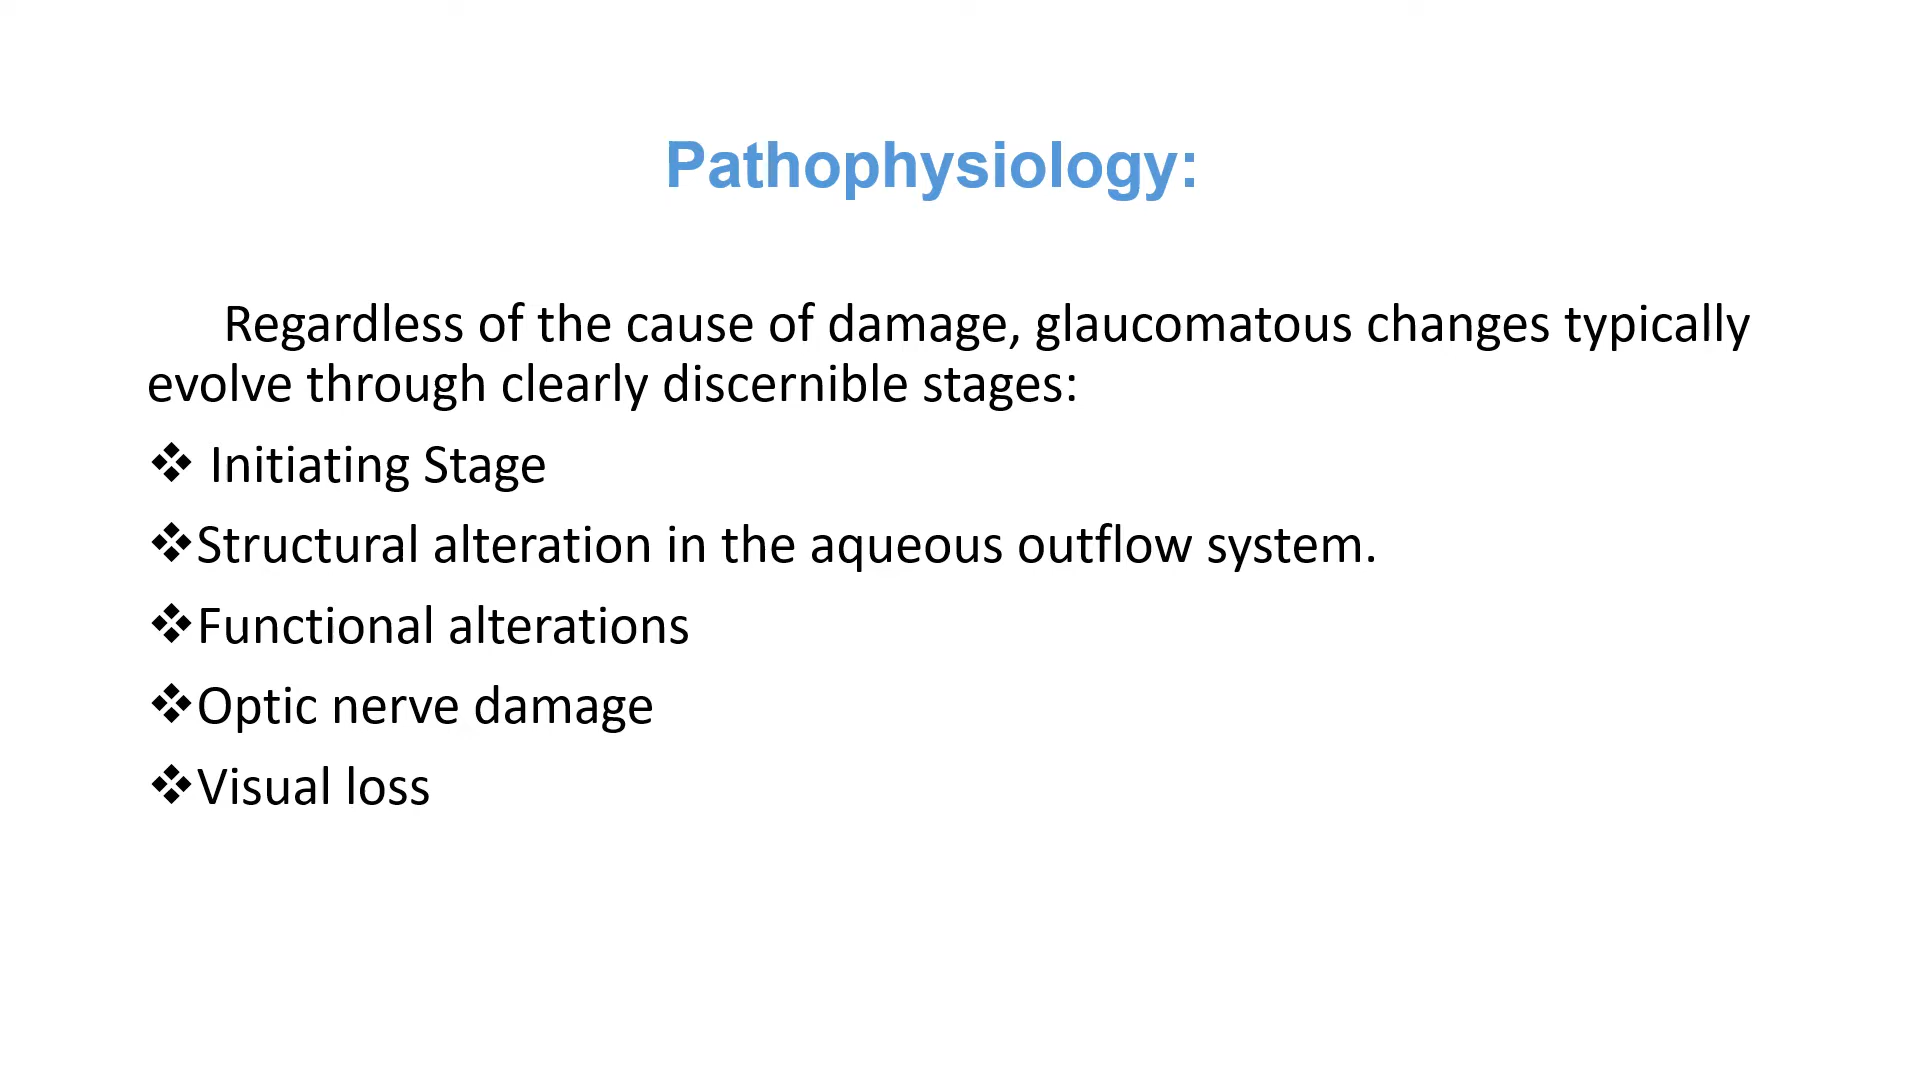 Pathophysiology:
Regardless of the cause of damage, glaucomatous changes typically
evolve through clearly discernible stages:
❖ Initiating Stage
❖Structural alteration in the aqueous outflow system.
❖Functional alterations
❖Optic nerve damage
❖Visual loss